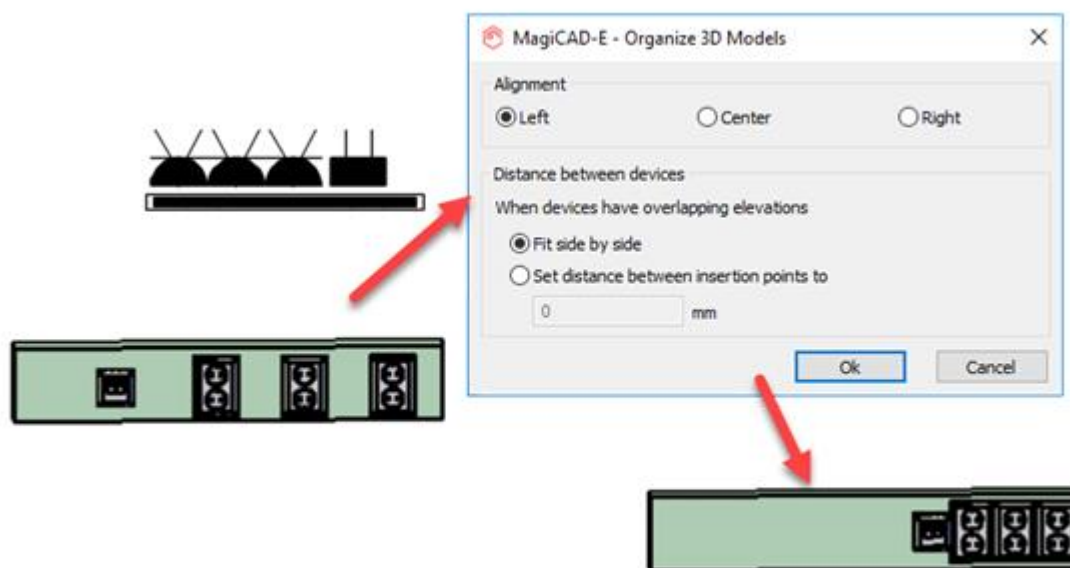 MagiCAD-E - Organize 3D Models
Alignment
Left Center Right
Distance between devices
When devices have overlapping elevations
Fit side by side
Set distance between insertion points to
0 mm
Ok Cancel